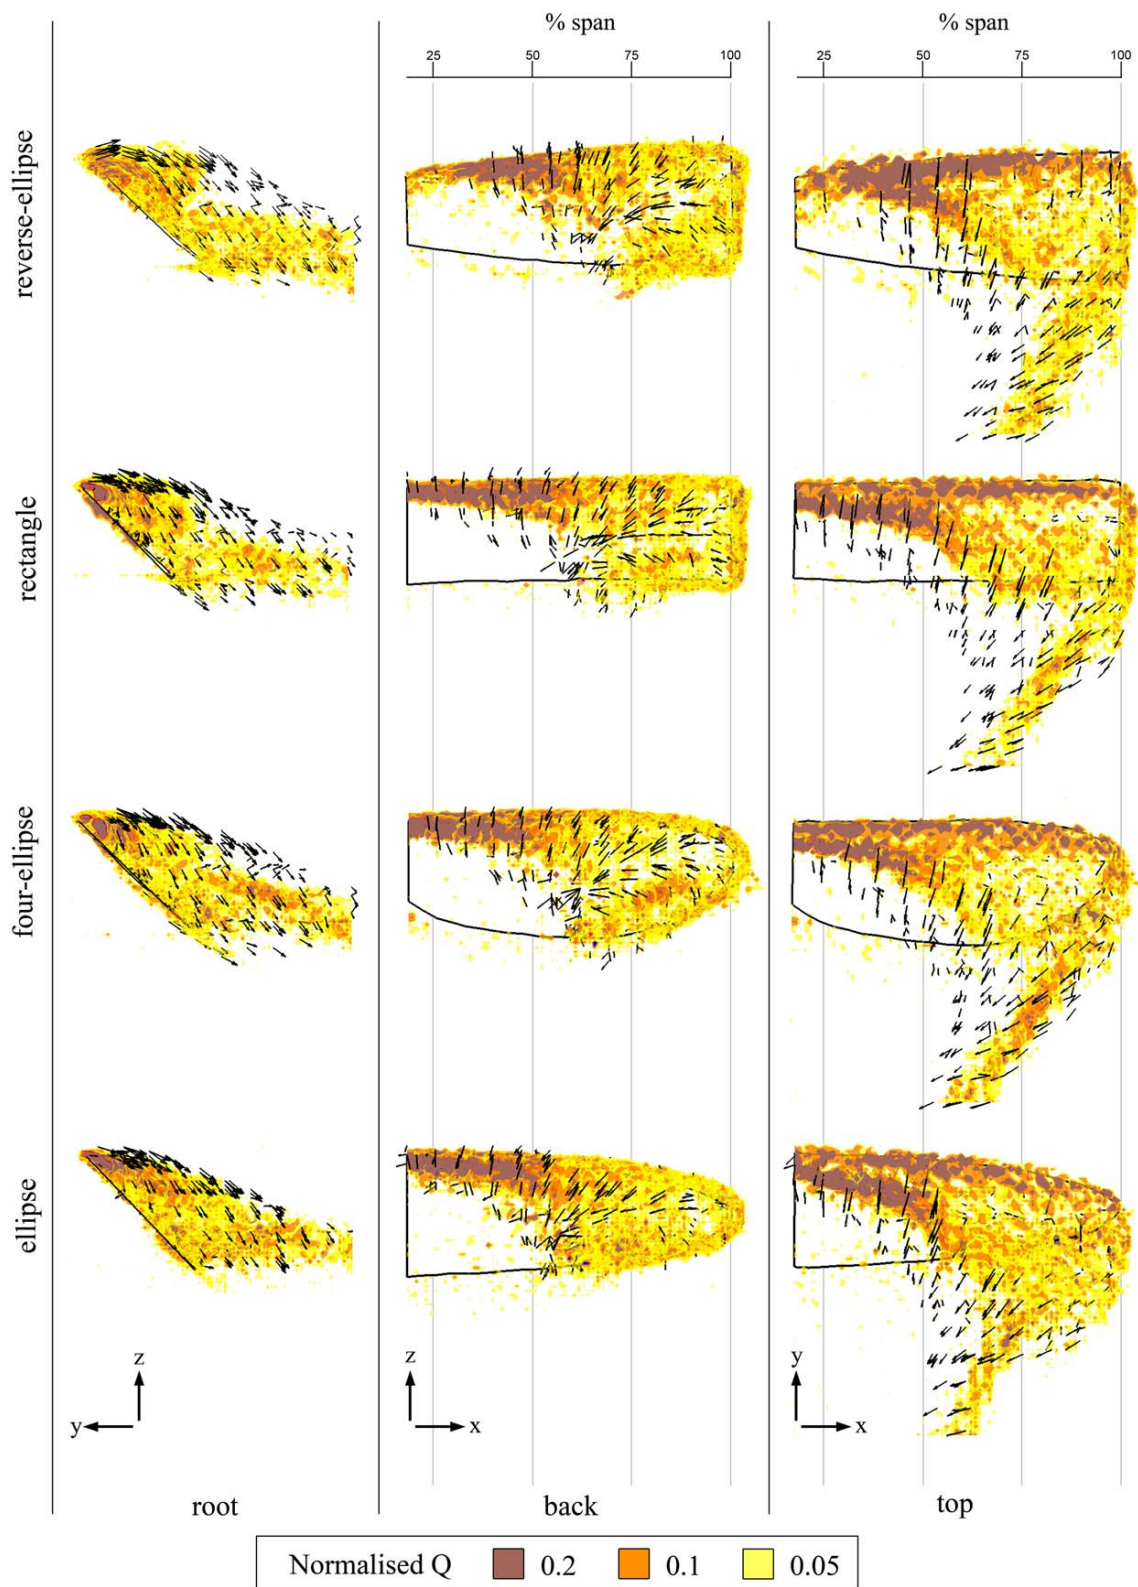 % span
% span
25 50 75 100
25 50 75 100
reverse-ellipse
rectangle
four-ellipse
ellipse
z
y
z
x
y
x
root
back
top
Normalised Q 0.2 0.1 0.05